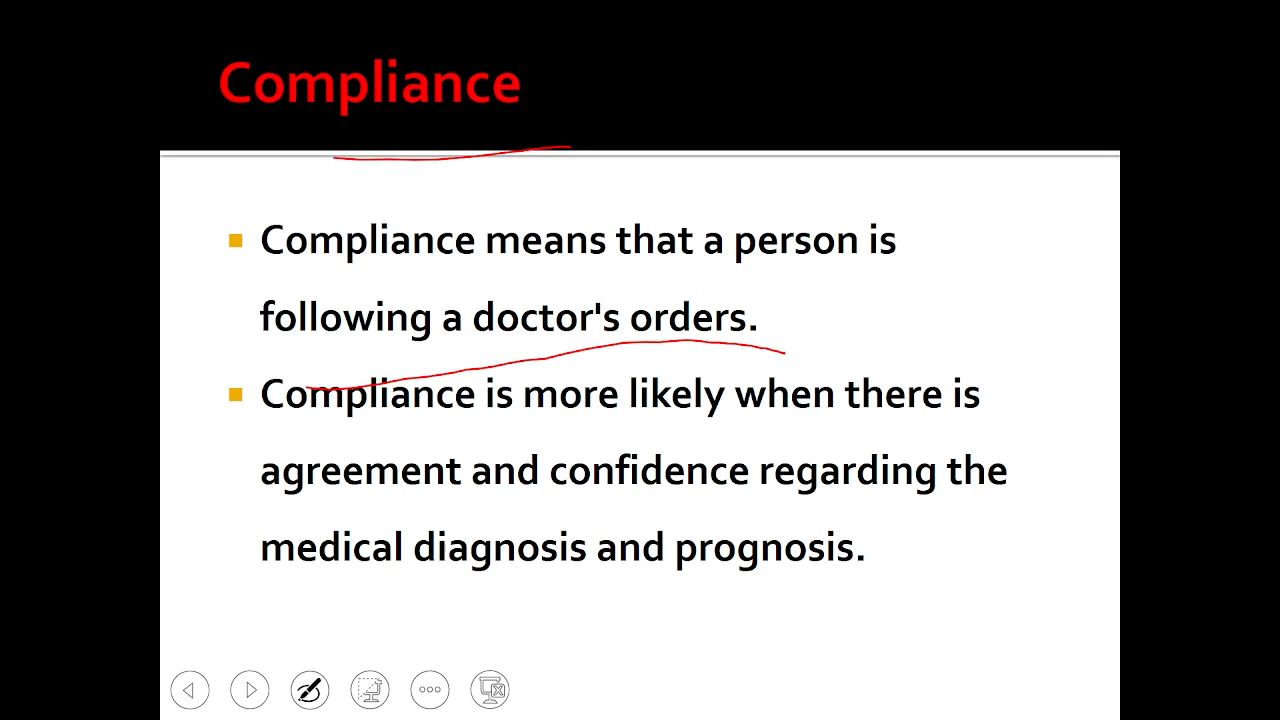 Compliance
Compliance means that a person is
following a doctor's orders.
Compliance is more likely when there is
agreement and confidence regarding the
medical diagnosis and prognosis.